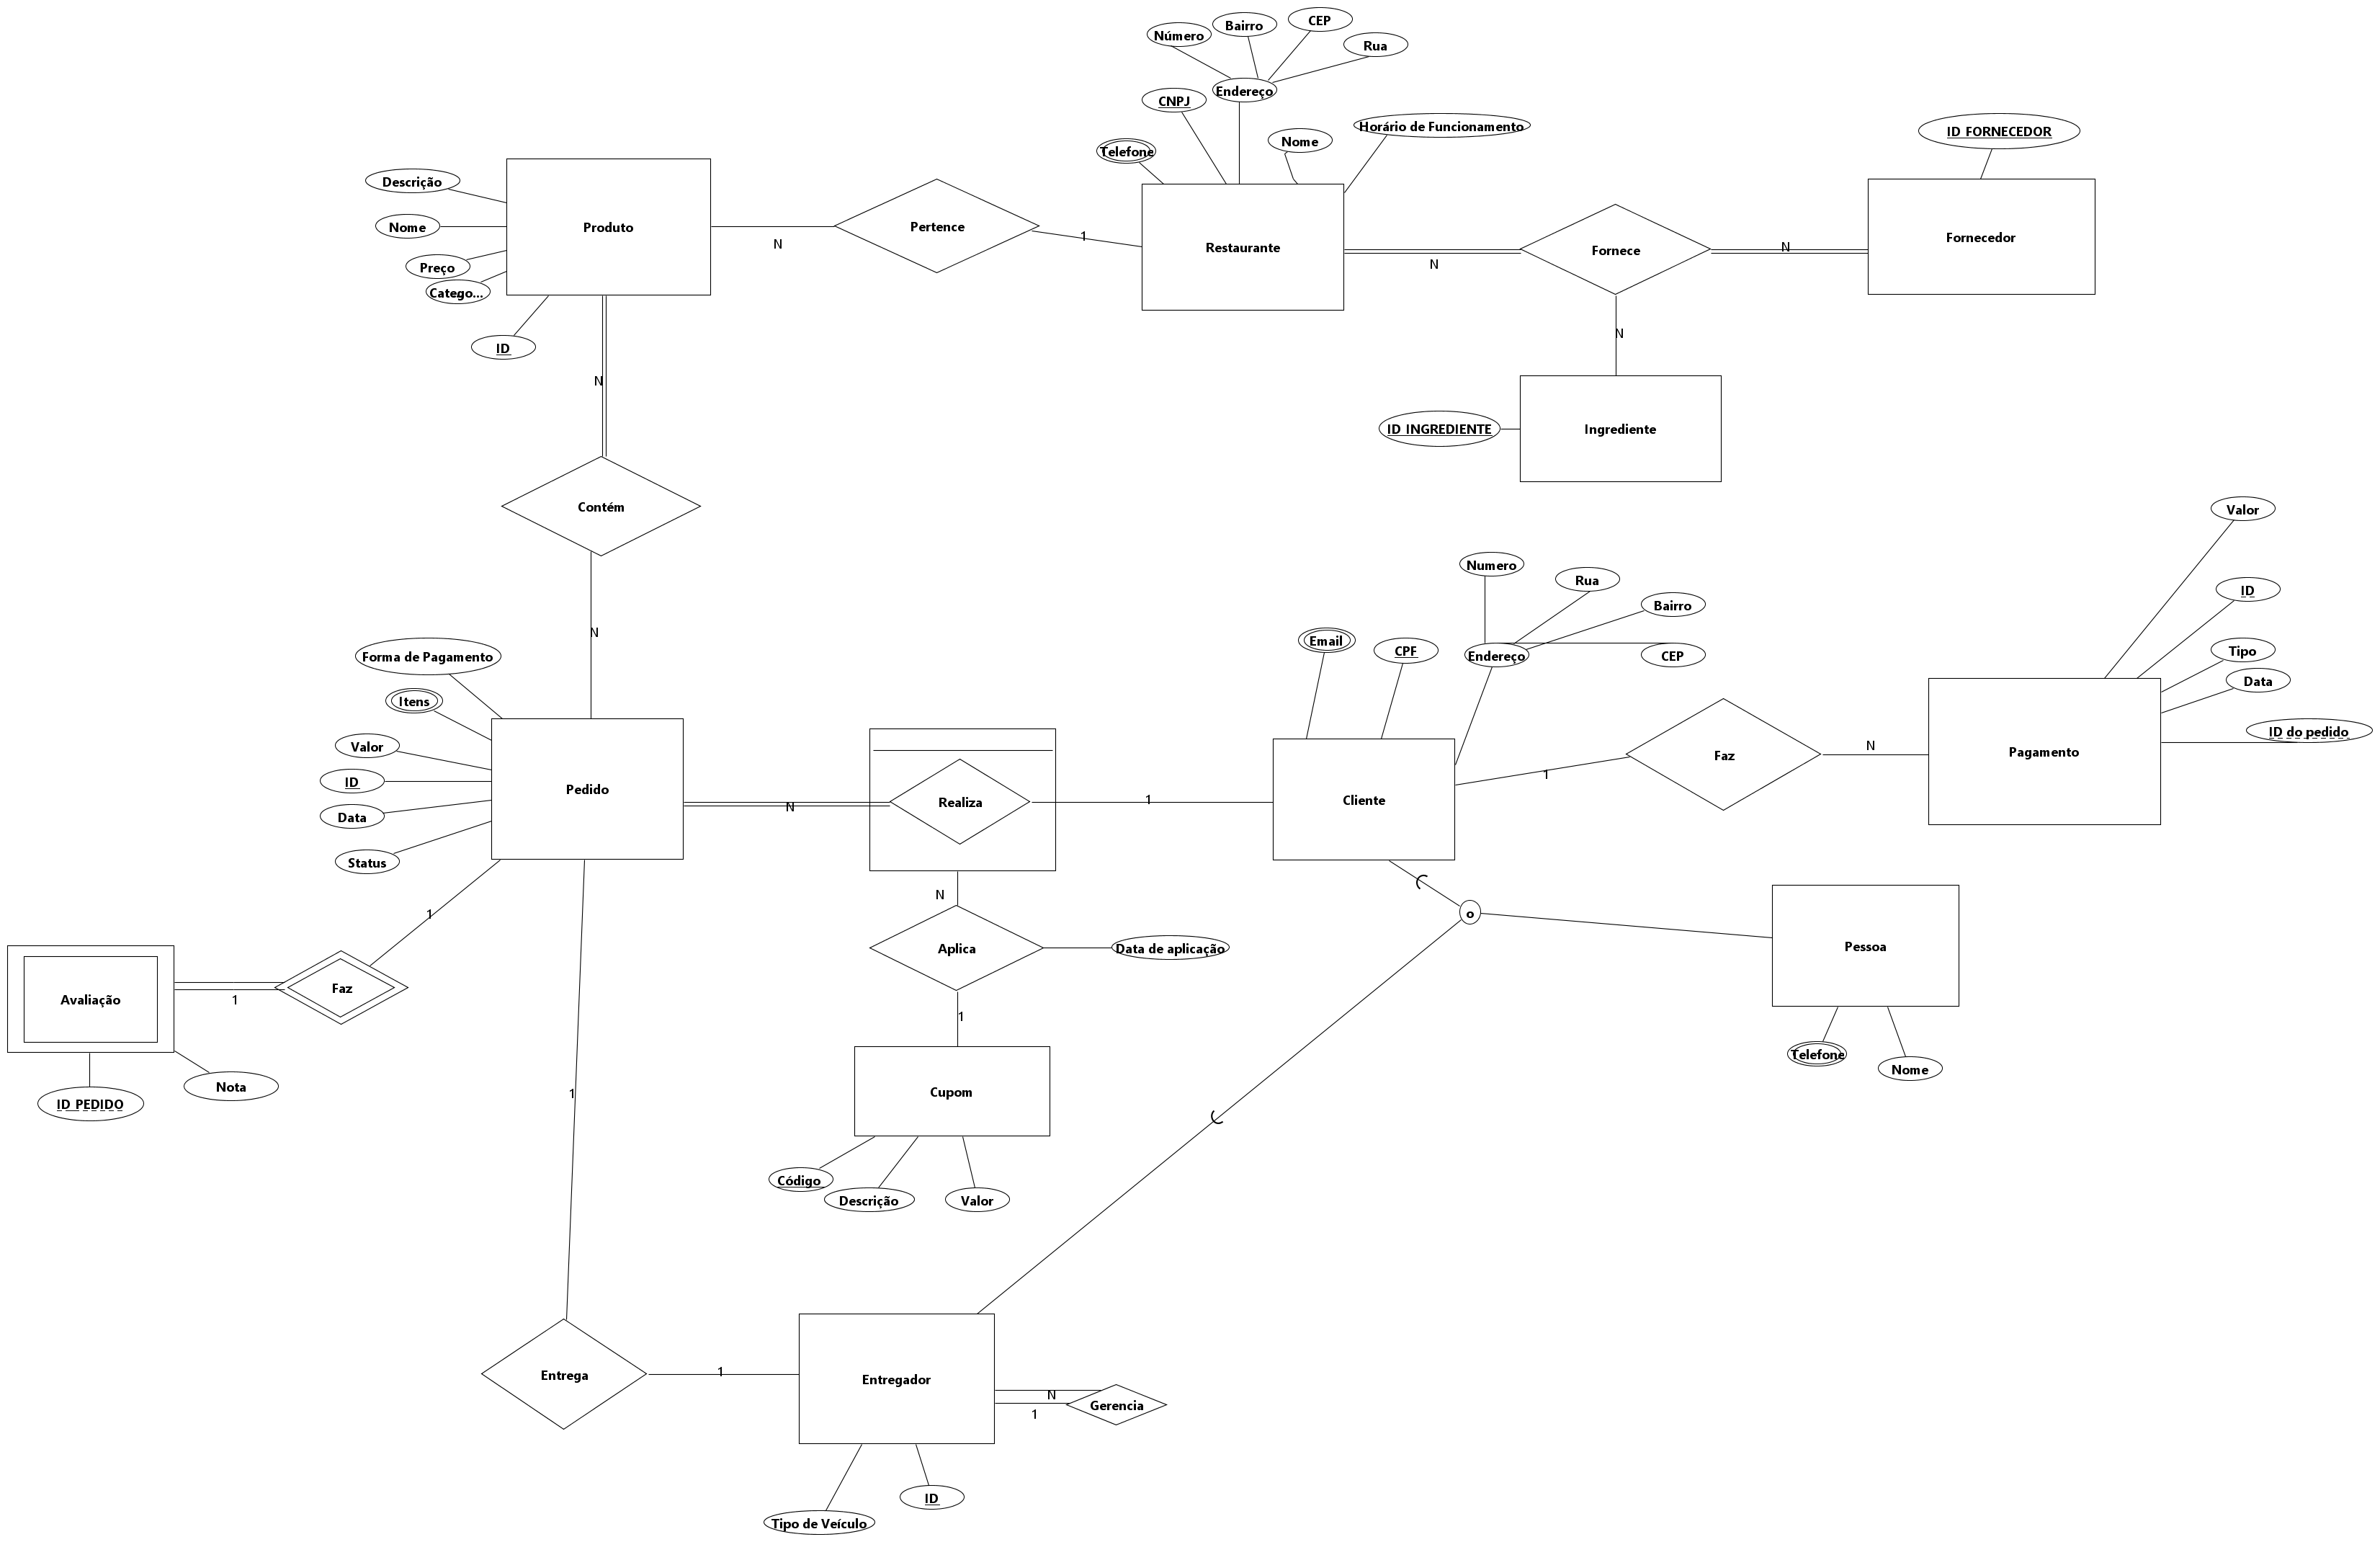 Número
Bairro
CEP
Rua
Endereço
CNPJ
Telefone
Nome
Horário de Funcionamento
ID FORNECEDOR
Descrição
Nome
Preço
Catego...
ID
Produto
N
Pertence
1
Restaurante
N
Fornece
N
Fornecedor
N
ID INGREDIENTE
Ingrediente
N
Contém
N
Forma de Pagamento
Itens
Valor
ID
Data
Status
Pedido
N
Realiza
1
Email
CPF
Numero
Rua
Bairro
CEP
Endereço
Cliente
1
Faz
N
Pagamento
Valor
ID
Tipo
Data
ID do pedido
1
Faz
1
Avaliação
ID PEDIDO
Nota
N
Aplica
Data de aplicação
1
Cupom
Código
Descrição
Valor
o
Pessoa
Telefone
Nome
1
Entrega
1
Entregador
N
1
Gerencia
Tipo de Veículo
ID